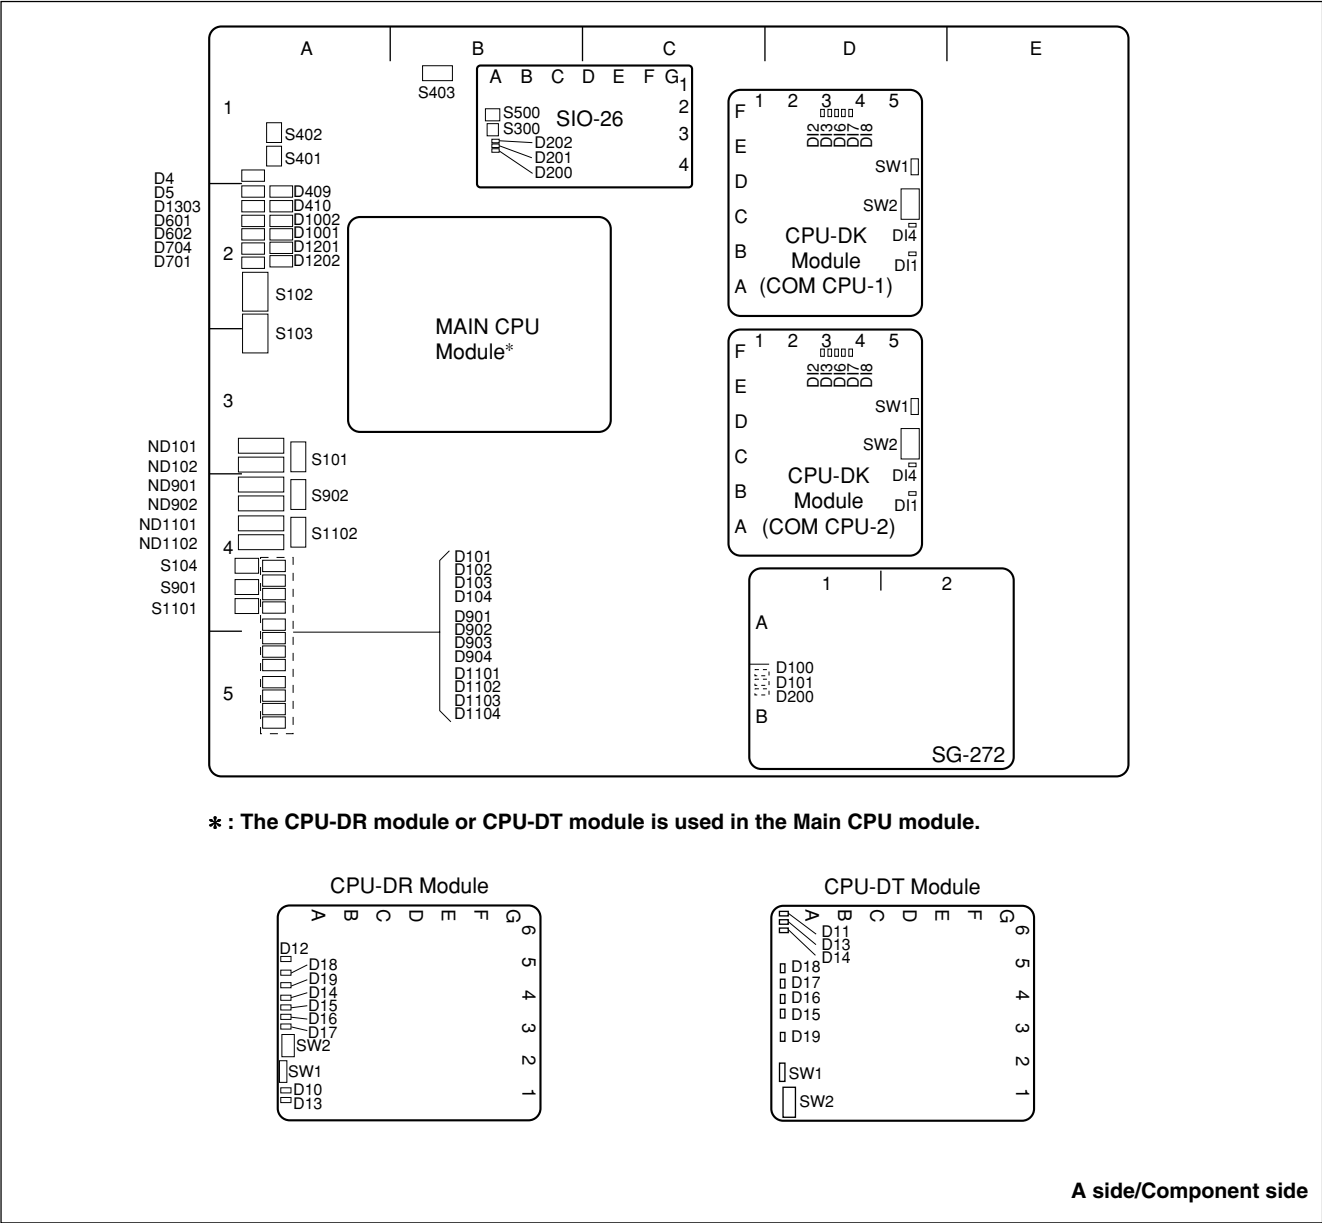 A B C D E
1
2
3
4
5
S403
S402
S401
D4
D5
D1303
D601
D602
D704
D701
D409
D410
D1002
D1001
D1201
D1202
S102
S103
A B C D E F G
1
2
3
4
S500
S300
SIO-26
D202
D201
D200
MAIN CPU
Module*
1 2 3 4 5
F
E
D
C
B
A
DI2
DI3
DI6
DI7
DI8
SW1
SW2
DI4
DI1
CPU-DK
Module
(COM CPU-1)
1 2 3 4 5
F
E
D
C
B
A
DI2
DI3
DI6
DI7
DI8
SW1
SW2
DI4
DI1
CPU-DK
Module
(COM CPU-2)
ND101
ND102
ND901
ND902
ND1101
ND1102
S104
S901
S1101
S101
S902
S1102
D101
D102
D103
D104
D901
D902
D903
D904
D1101
D1102
D1103
D1104
1 2
A
B
D100
D101
D200
SG-272
* : The CPU-DR module or CPU-DT module is used in the Main CPU module.
CPU-DR Module
A B C D E F G
6
5
4
3
2
1
D12
D18
D19
D14
D15
D16
D17
SW2
SW1
D10
D13
CPU-DT Module
A B C D E F G
6
5
4
3
2
1
D11
D13
D14
D18
D17
D16
D15
D19
SW1
SW2
A side/Component side